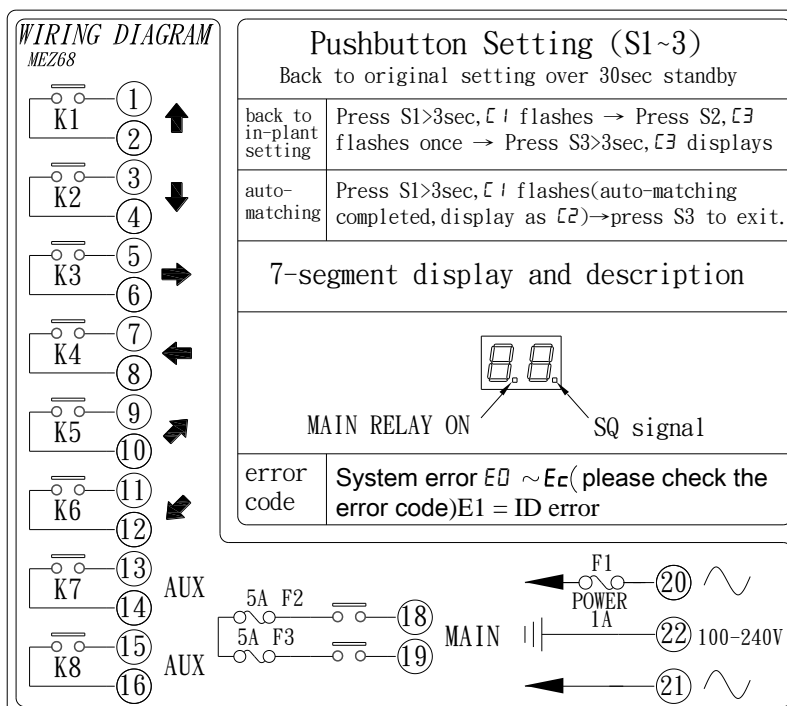 WIRING DIAGRAM
MEZ68
K1
1
2
K2
3
4
K3
5
6
K4
7
8
K5
9
10
K6
11
12
K7
13
14
AUX
K8
15
16
AUX
Pushbutton Setting (S1~3)
Back to original setting over 30sec standby
back to
in-plant
setting
Press S1>3sec, C1 flashes → Press S2, C3
flashes once → Press S3>3sec, C3 displays
auto-
matching
Press S1>3sec, C1 flashes(auto-matching
completed, display as C2)→press S3 to exit.
7-segment display and description
8.8.
MAIN RELAY ON
SQ signal
error
code
System error E0 ~Ec( please check the
error code)E1 = ID error
5A F2
18
5A F3
19
MAIN
F1
20
POWER
1A
22
100-240V
21